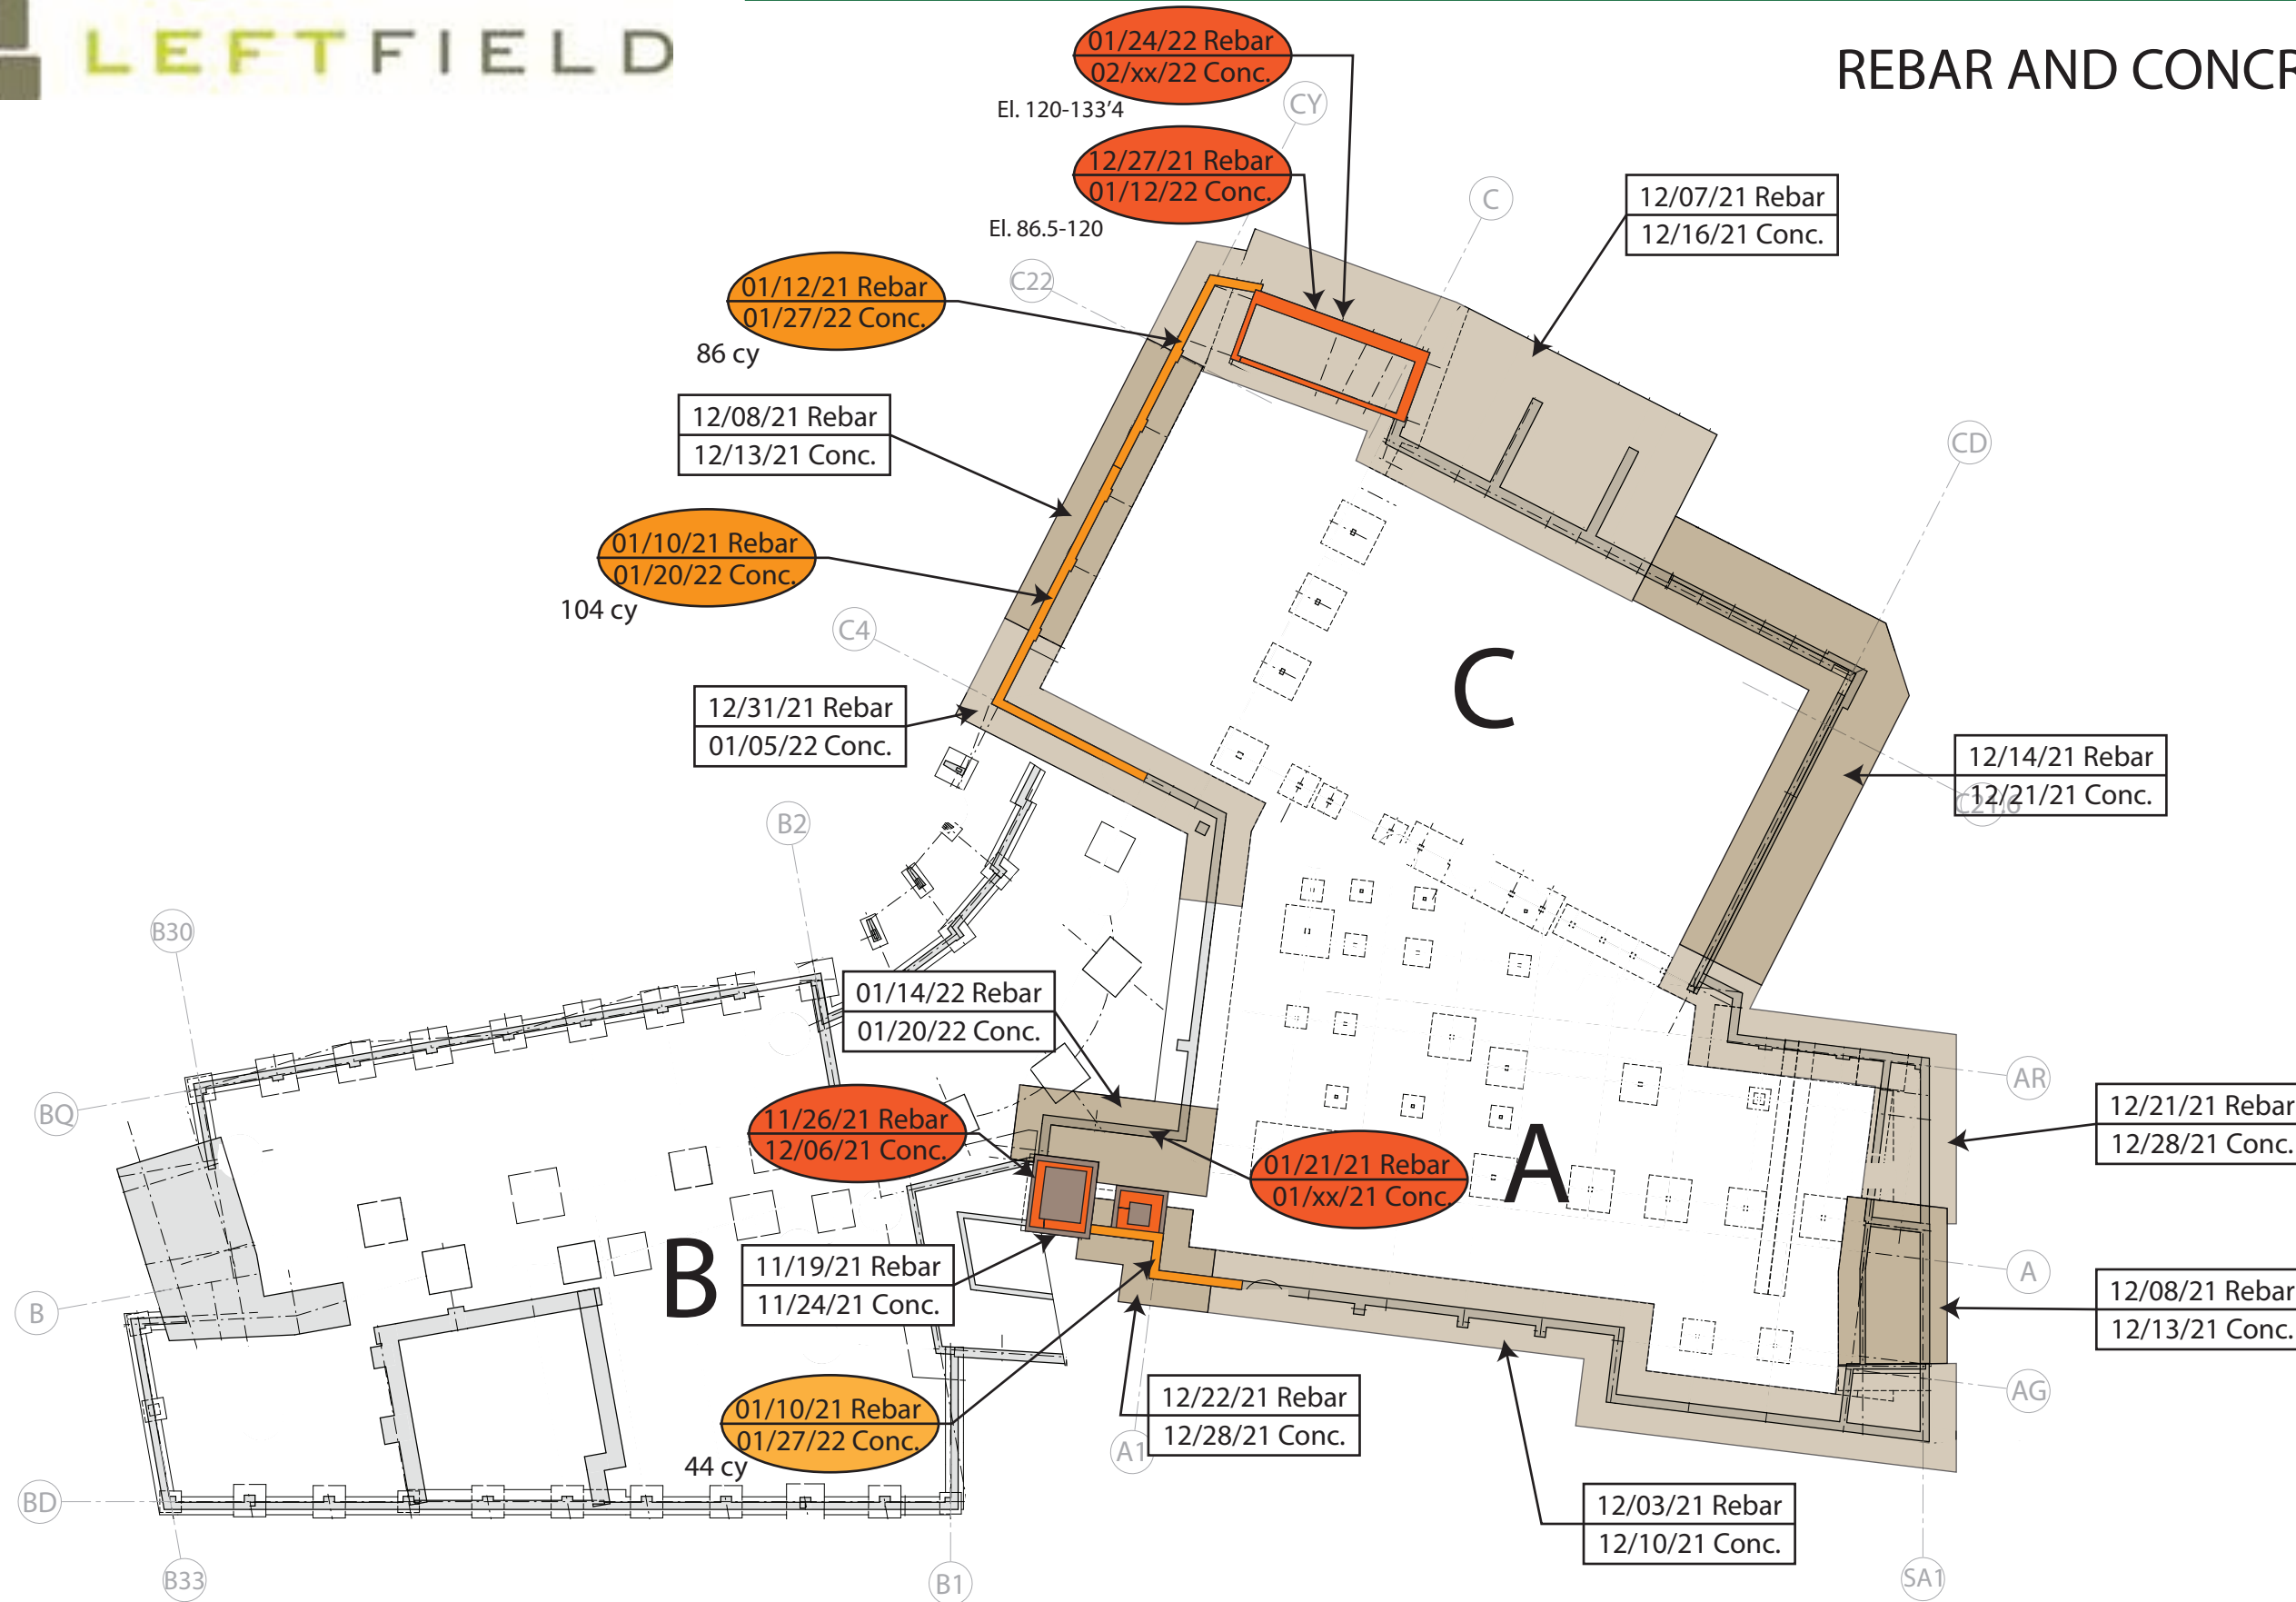 LEFTFIELD
REBAR AND CONCR
01/24/22 Rebar
02/xx/22 Conc.
El. 120-133'4
CY
12/27/21 Rebar
01/12/22 Conc.
El. 86.5-120
C
12/07/21 Rebar
12/16/21 Conc.
C22
01/12/21 Rebar
01/27/22 Conc.
86 cy
12/08/21 Rebar
12/13/21 Conc.
CD
01/10/21 Rebar
01/20/22 Conc.
104 cy
C4
C
12/31/21 Rebar
01/05/22 Conc.
12/14/21 Rebar
12/21/21 Conc.
C21.6
B2
B30
01/14/22 Rebar
01/20/22 Conc.
AR
BQ
11/26/21 Rebar
12/06/21 Conc.
12/21/21 Rebar
12/28/21 Conc.
01/21/21 Rebar
01/xx/21 Conc.
A
B
B
11/19/21 Rebar
11/24/21 Conc.
A
12/08/21 Rebar
12/13/21 Conc.
AG
01/10/21 Rebar
01/27/22 Conc.
44 cy
12/22/21 Rebar
12/28/21 Conc.
A1
BD
12/03/21 Rebar
12/10/21 Conc.
B33
B1
SA1